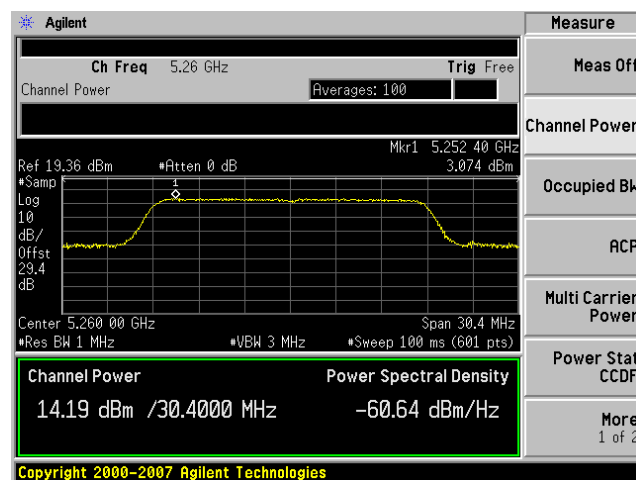 Agilent
Measure
Ch Freq 5.26 GHz Trig Free
Channel Power Averages: 100
Mkr1 5.252 40 GHz
Ref 19.36 dBm #Atten 0 dB 3.074 dBm
#Samp
Log
10
dB/
Offst
29.4
dB
1
Center 5.260 00 GHz Span 30.4 MHz
#Res BW 1 MHz #VBW 3 MHz #Sweep 100 ms (601 pts)
Channel Power Power Spectral Density
14.19 dBm /30.4000 MHz -60.64 dBm/Hz
Copyright 2000-2007 Agilent Technologies
Meas Off
Channel Power
Occupied
ACP
Multi Carrier
Power
Power Stat
CCDF
More
1 of 2